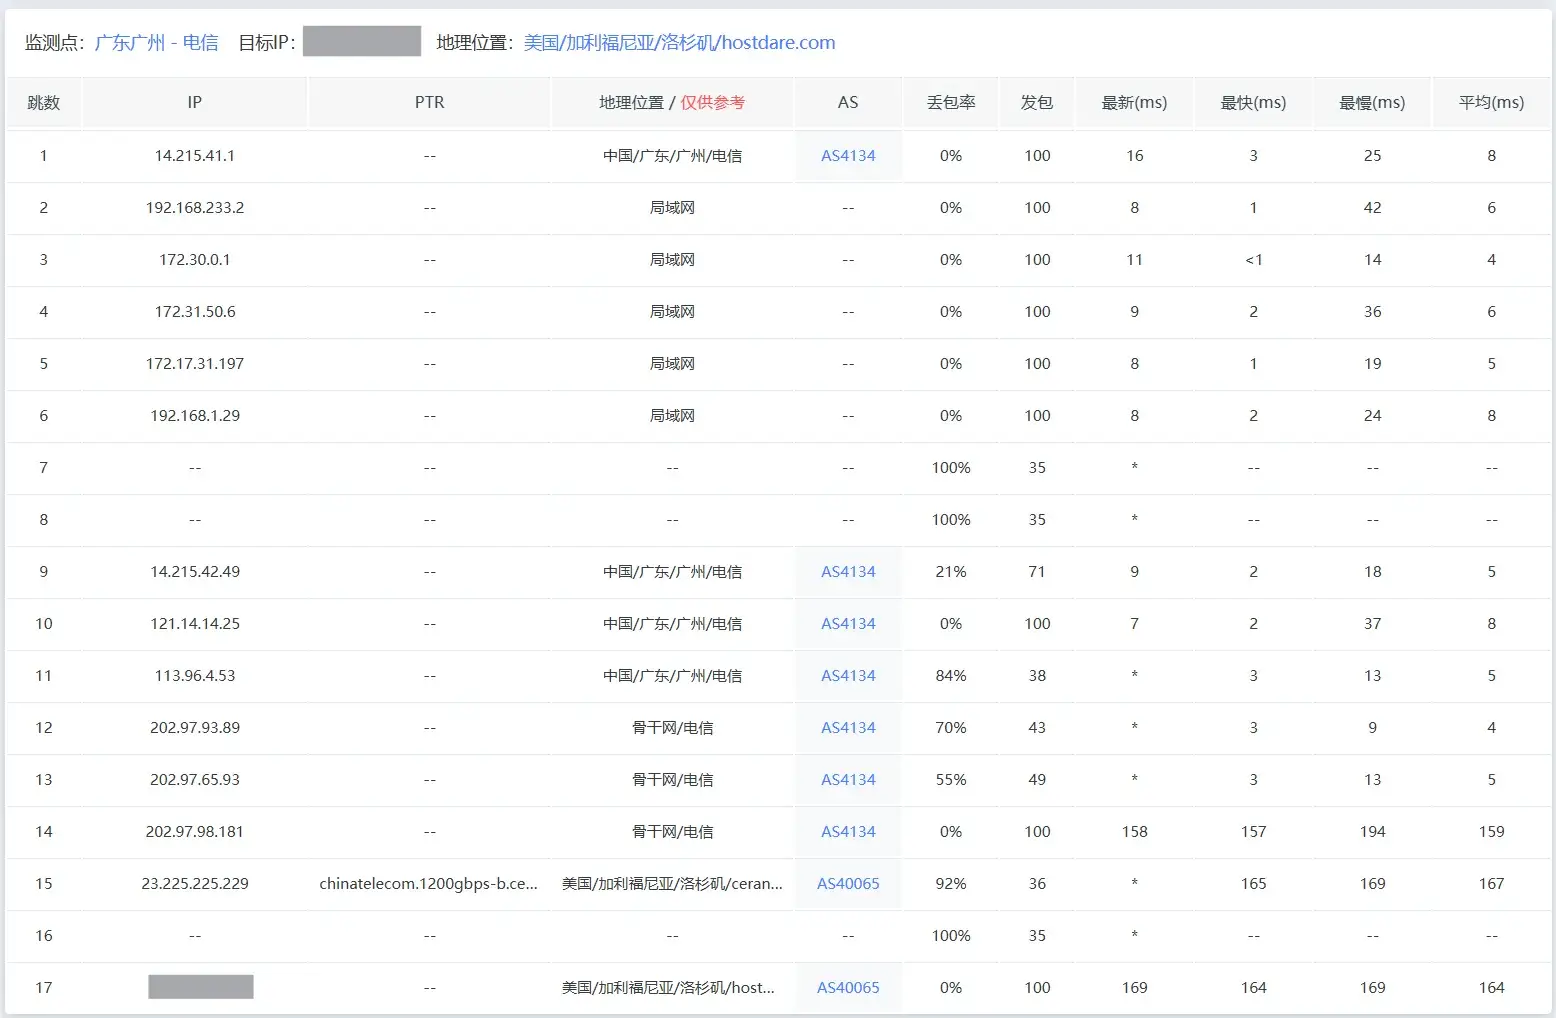 监测点：广东广州 - 电信 目标IP： 地理位置：美国/加利福尼亚/洛杉矶/hostdare.com
跳数 IP PTR 地理位置 / 仅供参考 AS 丢包率 发包 最新(ms) 最快(ms) 最慢(ms) 平均(ms)
1 14.215.41.1 -- 中国/广东/广州/电信 AS4134 0% 100 16 3 25 8
2 192.168.233.2 -- 局域网 -- 0% 100 8 1 42 6
3 172.30.0.1 -- 局域网 -- 0% 100 11 <1 14 4
4 172.31.50.6 -- 局域网 -- 0% 100 9 2 36 6
5 172.17.31.197 -- 局域网 -- 0% 100 8 1 19 5
6 192.168.1.29 -- 局域网 -- 0% 100 8 2 24 8
7 -- -- -- -- 100% 35 * -- -- --
8 -- -- -- -- 100% 35 * -- -- --
9 14.215.42.49 -- 中国/广东/广州/电信 AS4134 21% 71 9 2 18 5
10 121.14.14.25 -- 中国/广东/广州/电信 AS4134 0% 100 7 2 37 8
11 113.96.4.53 -- 中国/广东/广州/电信 AS4134 84% 38 * 3 13 5
12 202.97.93.89 -- 骨干网/电信 AS4134 70% 43 * 3 9 4
13 202.97.65.93 -- 骨干网/电信 AS4134 55% 49 * 3 13 5
14 202.97.98.181 -- 骨干网/电信 AS4134 0% 100 158 157 194 159
15 23.225.225.229 chinatelecom.1200gbps-b.ce... 美国/加利福尼亚/洛杉矶/ceran... AS40065 92% 36 * 165 169 167
16 -- -- -- -- 100% 35 * -- -- --
17 -- 美国/加利福尼亚/洛杉矶/host... AS40065 0% 100 169 164 169 164